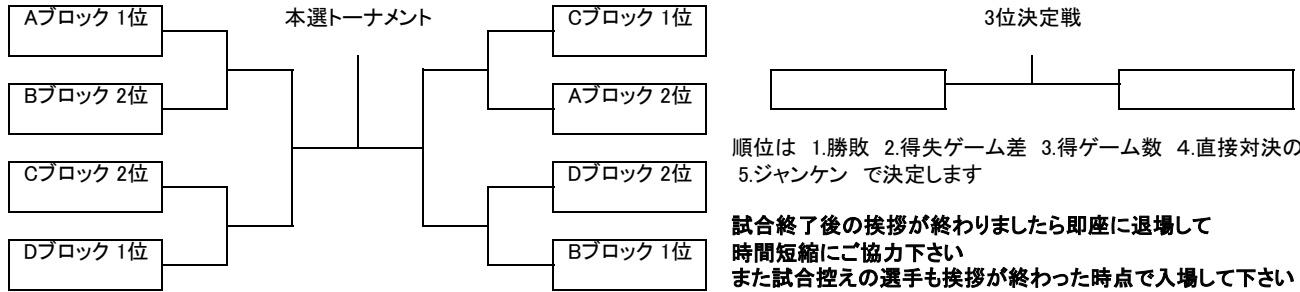 本選トーナメント
Aブロック 1位
Bブロック 2位
Cブロック 2位
Dブロック 1位
Cブロック 1位
Aブロック 2位
Dブロック 2位
Bブロック 1位
3位決定戦
順位は 1.勝敗 2.得失ゲーム差 3.得ゲーム数 4.直接対決の
5.ジャンケン で決定します
試合終了後の挨拶が終わりましたら即座に退場して
時間短縮にご協力下さい
また試合控えの選手も挨拶が終わった時点で入場して下さい